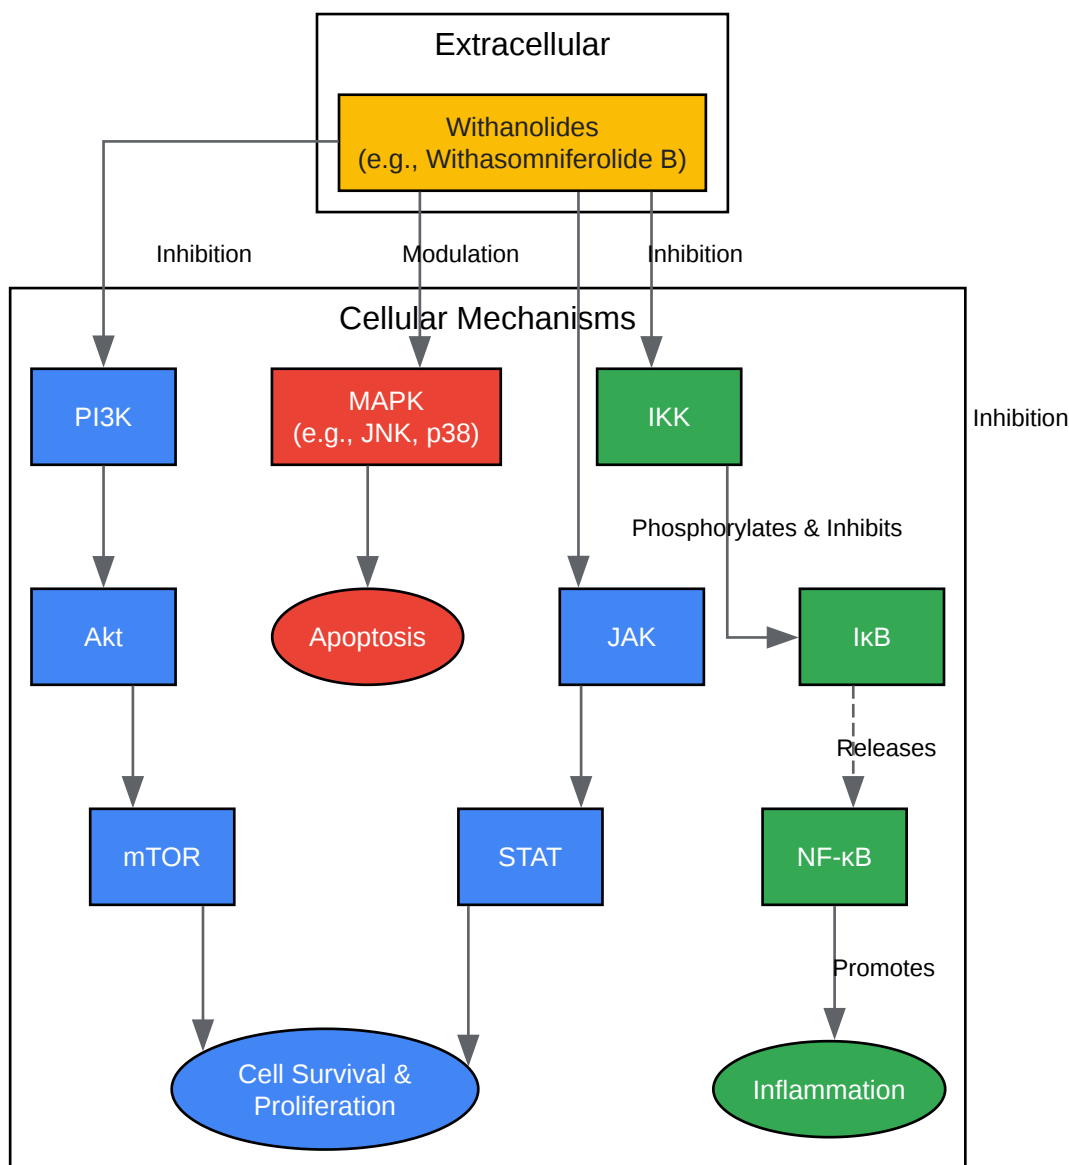 Extracellular
Withanolides
(e.g., Withasomniferolide B)
Inhibition
Modulation
Inhibition
Cellular Mechanisms
PI3K
MAPK
(e.g., JNK, p38)
IKK
Inhibition
Phosphorylates & Inhibits
Akt
Apoptosis
JAK
IκB
Releases
mTOR
STAT
NF-κB
Promotes
Cell Survival &
Proliferation
Inflammation